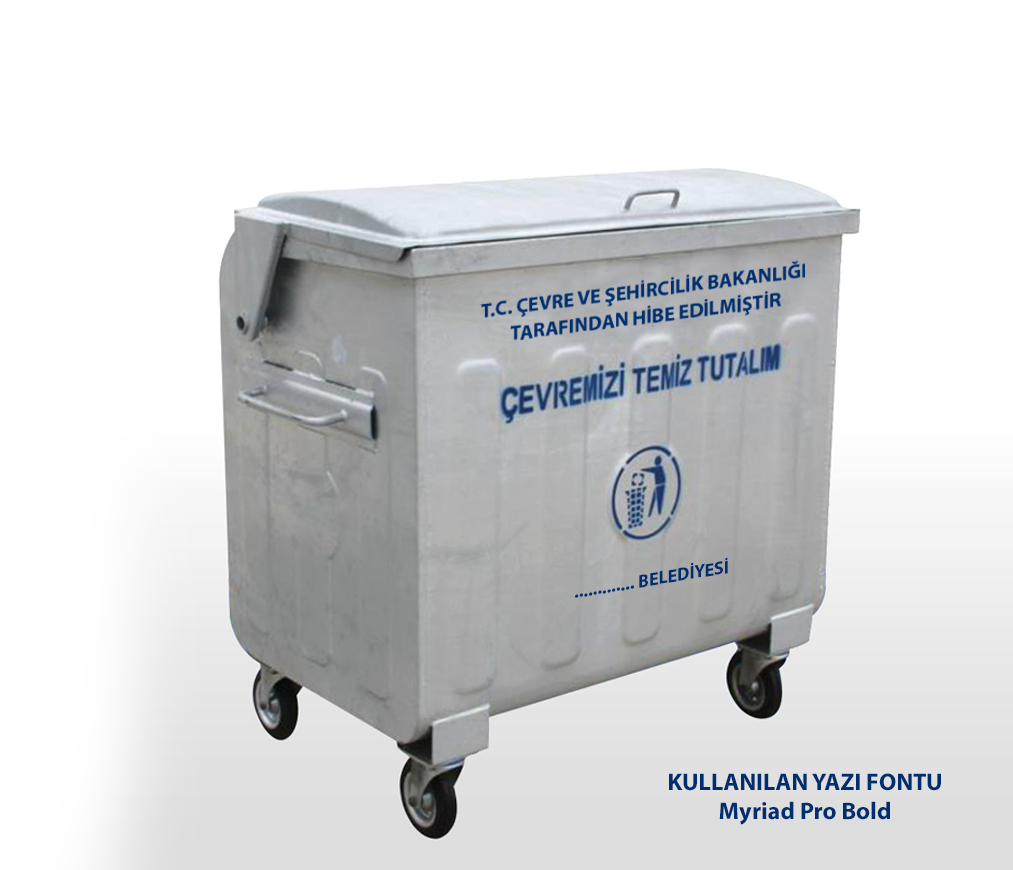 T.C. ÇEVRE VE ŞEHİRCİLİK BAKANLIĞI
TARAFINDAN HİBE EDİLMİŞTİR
ÇEVREMİZİ TEMİZ TUTALIM
............ BELEDİYESİ
KULLANILAN YAZI FONTU
Myriad Pro Bold